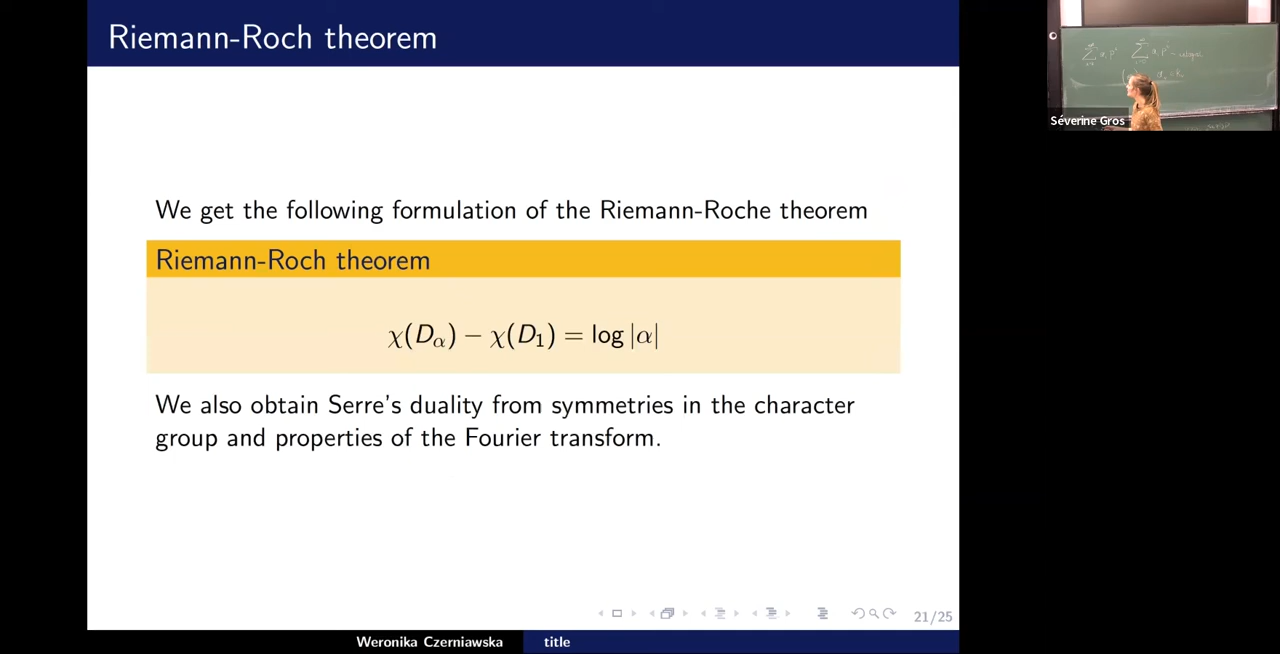 Riemann-Roch theorem
We get the following formulation of the Riemann-Roche theorem
Riemann-Roch theorem
χ(D_α) − χ(D_1) = log |α|
We also obtain Serre's duality from symmetries in the character
group and properties of the Fourier transform.
21/25
Weronika Czerniawska title
Séverine Gros